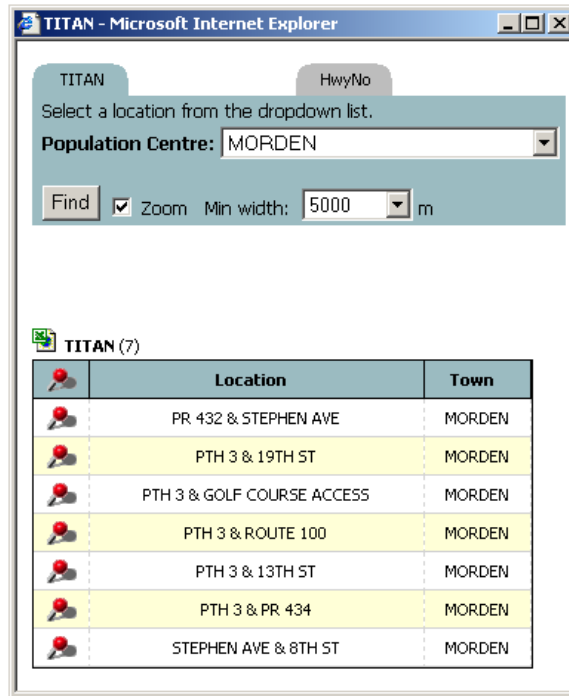 TITAN - Microsoft Internet Explorer
TITAN HwyNo
Select a location from the dropdown list.
Population Centre: MORDEN
Find Zoom Min width: 5000 m
TITAN (7)
Location Town
PR 432 & STEPHEN AVE MORDEN
PTH 3 & 19TH ST MORDEN
PTH 3 & GOLF COURSE ACCESS MORDEN
PTH 3 & ROUTE 100 MORDEN
PTH 3 & 13TH ST MORDEN
PTH 3 & PR 434 MORDEN
STEPHEN AVE & 8TH ST MORDEN